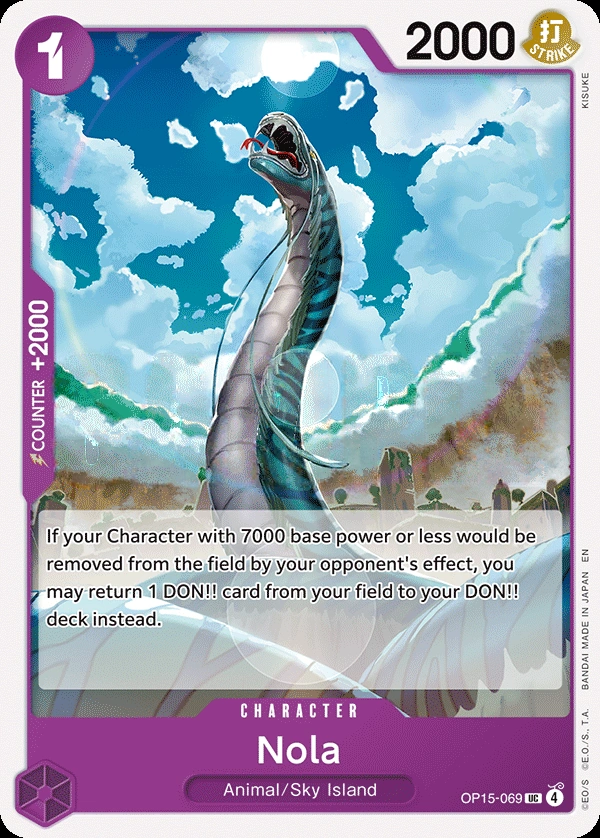 1
2000
打
STRIKE
KISUKE
COUNTER +2000
If your Character with 7000 base power or less would be
removed from the field by your opponent's effect, you
may return 1 DON!! card from your field to your DON!!
deck instead.
CHARACTER
Nola
Animal/Sky Island
OP15-069 UC 4
©EO/S ©E.O./S., T.A. BANDAI MADE IN JAPAN EN